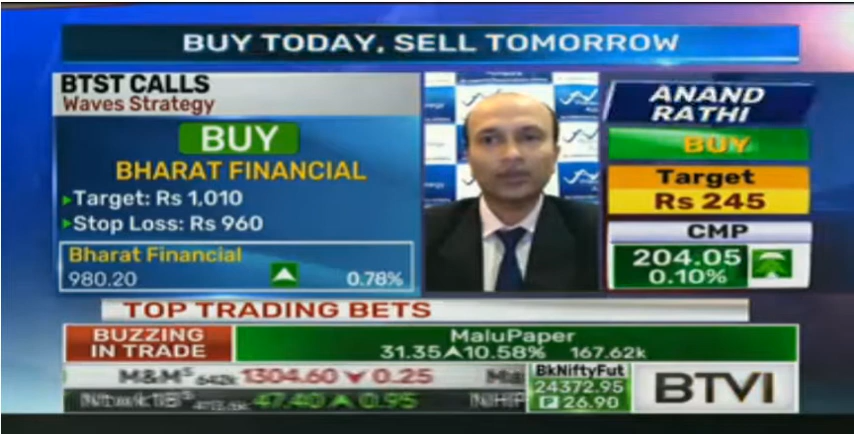 BUY TODAY, SELL TOMORROW
BTST CALLS
Waves Strategy
BUY
BHARAT FINANCIAL
Target: Rs 1,010
Stop Loss: Rs 960
Bharat Financial
980.20 0.78%
ANAND
RATHI
BUY
Target
Rs 245
CMP
204.05
0.10%
TOP TRADING BETS
BUZZING
IN TRADE
MaluPaper
31.35 ▲ 10.58% 167.62k
M&M 1304.60 ▼ 0.25
47.40 ▲ 0.95
BkNiftyFut
24372.95
P 26.90
BTVI